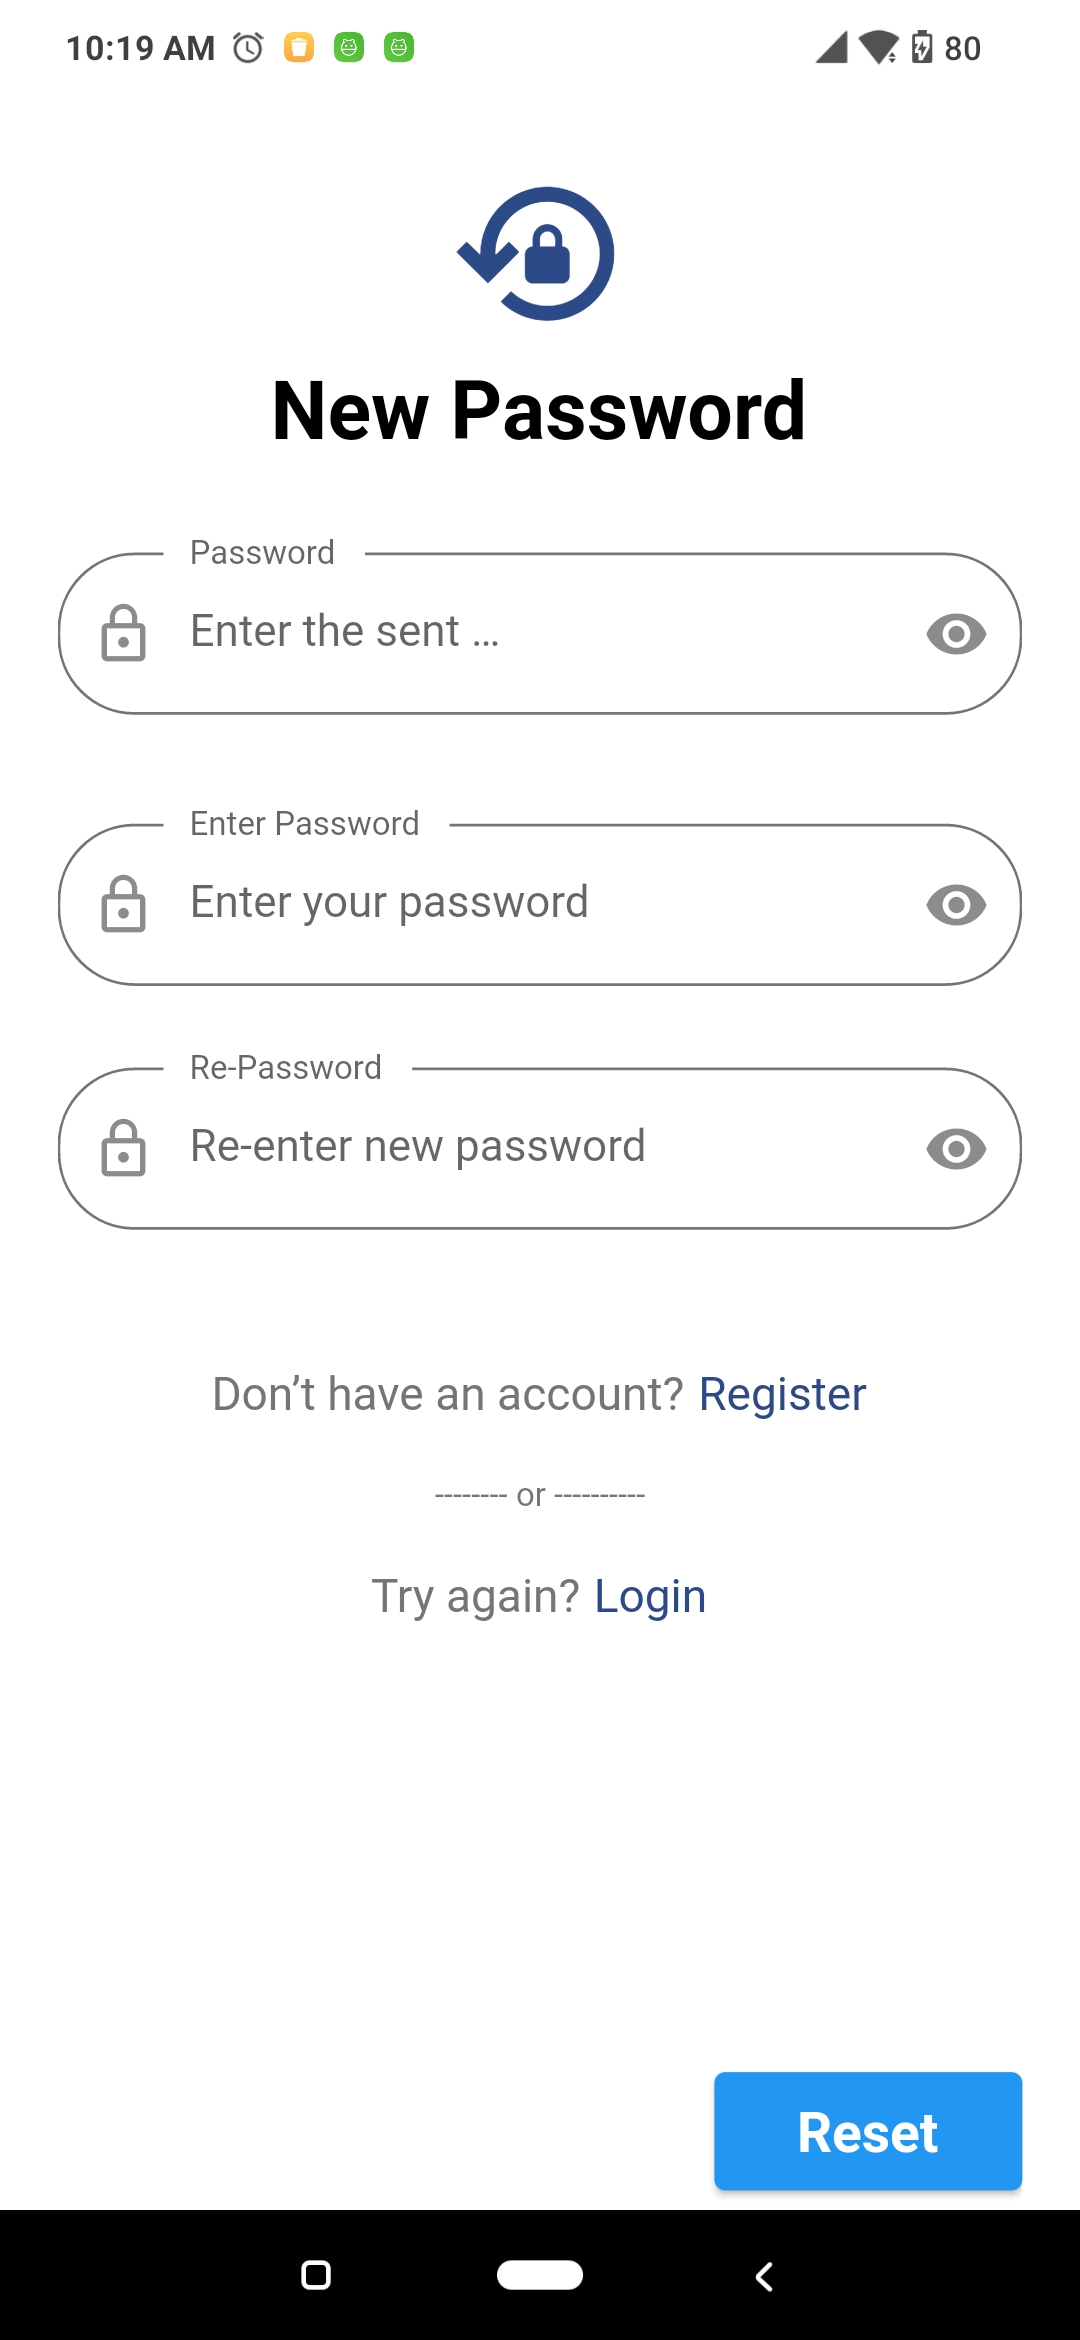 10:19 AM 80
New Password
Password
Enter the sent ...
Enter Password
Enter your password
Re-Password
Re-enter new password
Don’t have an account? Register
-------- or ----------
Try again? Login
Reset